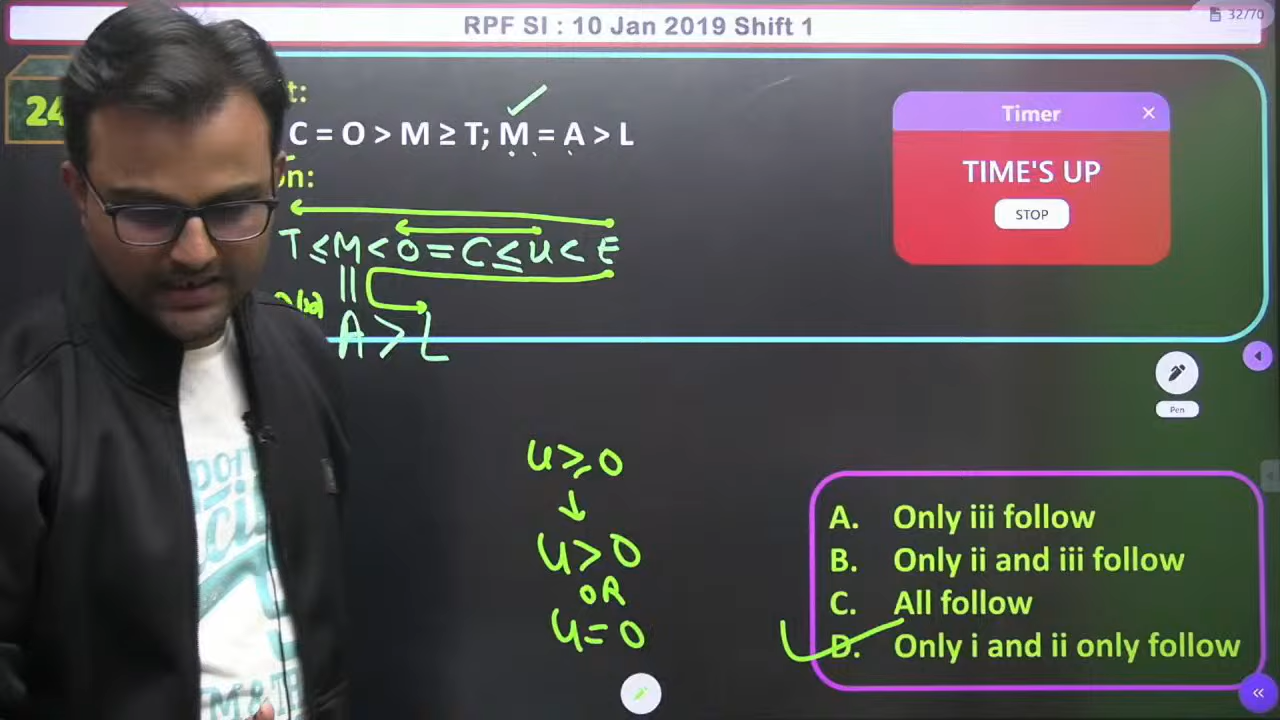 RPF SI : 10 Jan 2019 Shift 1
32/70
24
t:
C = O > M ≥ T; M = A > L
on:
T ≤ M < O = C ≤ U < E
||
A > L
Timer
×
TIME'S UP
STOP
Pen
U ≥ O
U > O
OR
U = O
A. Only iii follow
B. Only ii and iii follow
C. All follow
D. Only i and ii only follow